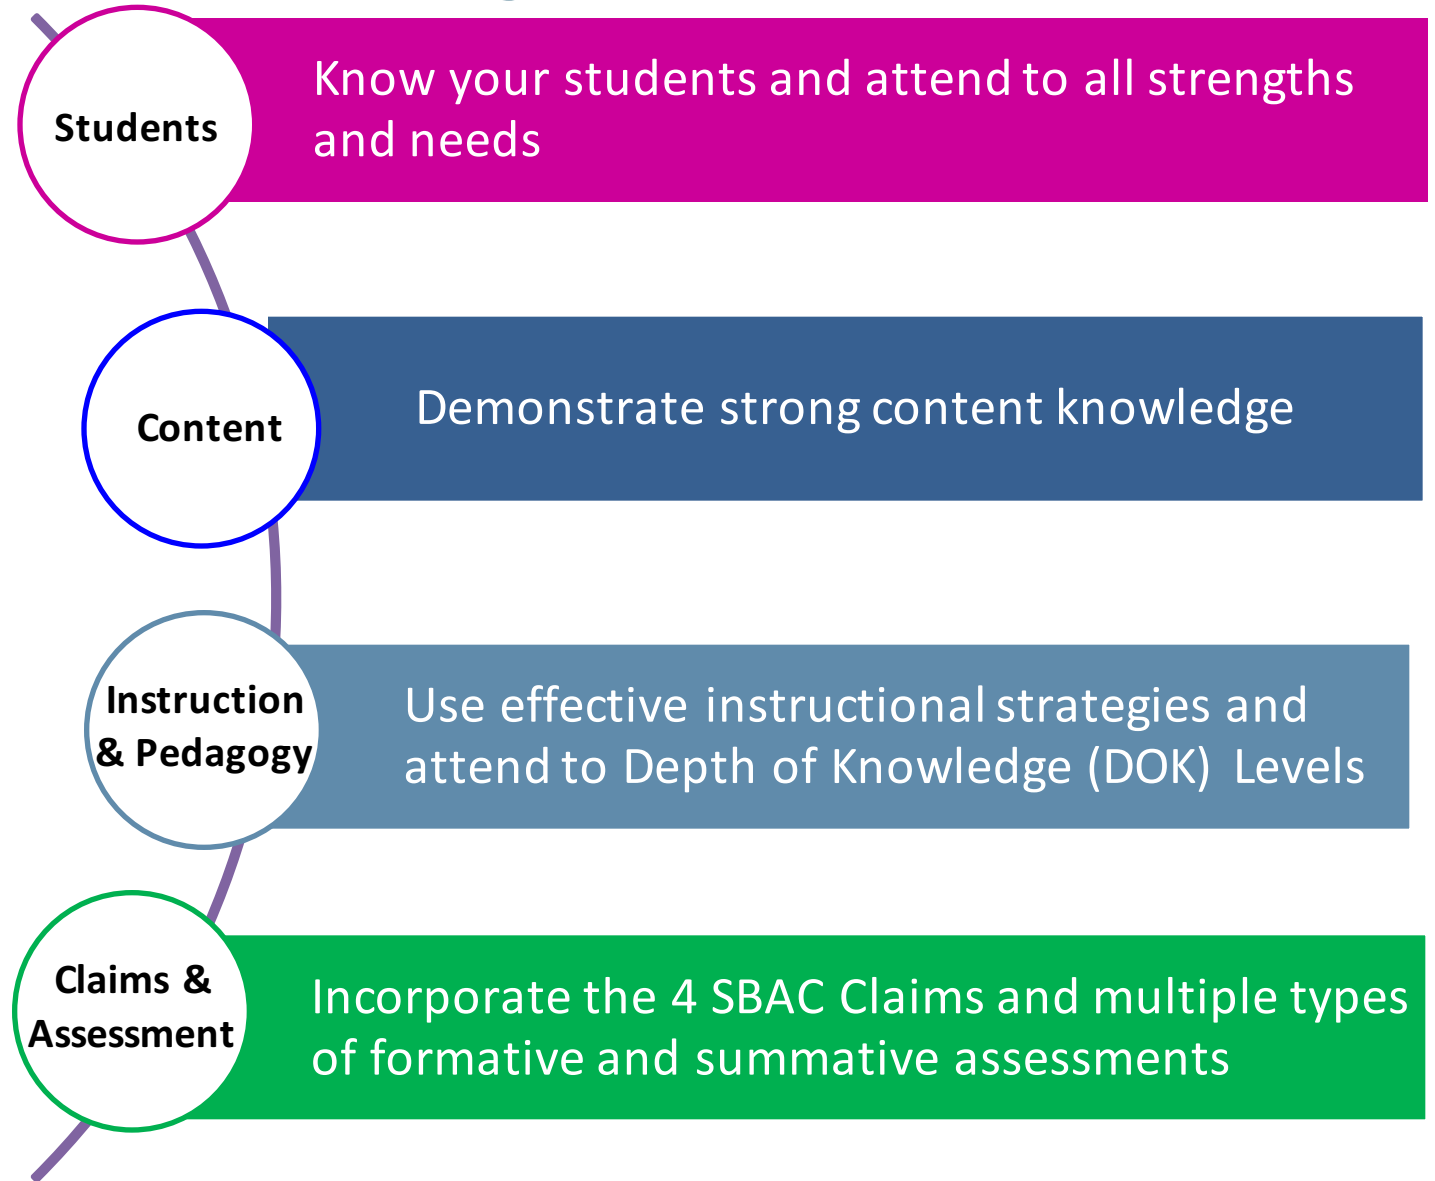 Students
Know your students and attend to all strengths
and needs
Content
Demonstrate strong content knowledge
Instruction
& Pedagogy
Use effective instructional strategies and
attend to Depth of Knowledge (DOK) Levels
Claims &
Assessment
Incorporate the 4 SBAC Claims and multiple types
of formative and summative assessments